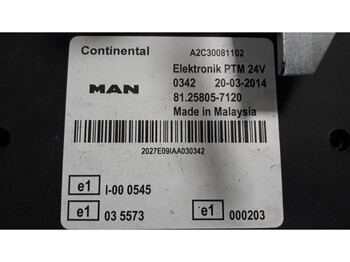 Continental A2C30081102
MAN
Elektronik PTM 24V
0342 20-03-2014
81.25805-7120
Made in Malaysia
2027E09IAA030342
e1 I-00 0545
e1 03 5573
e1 000203